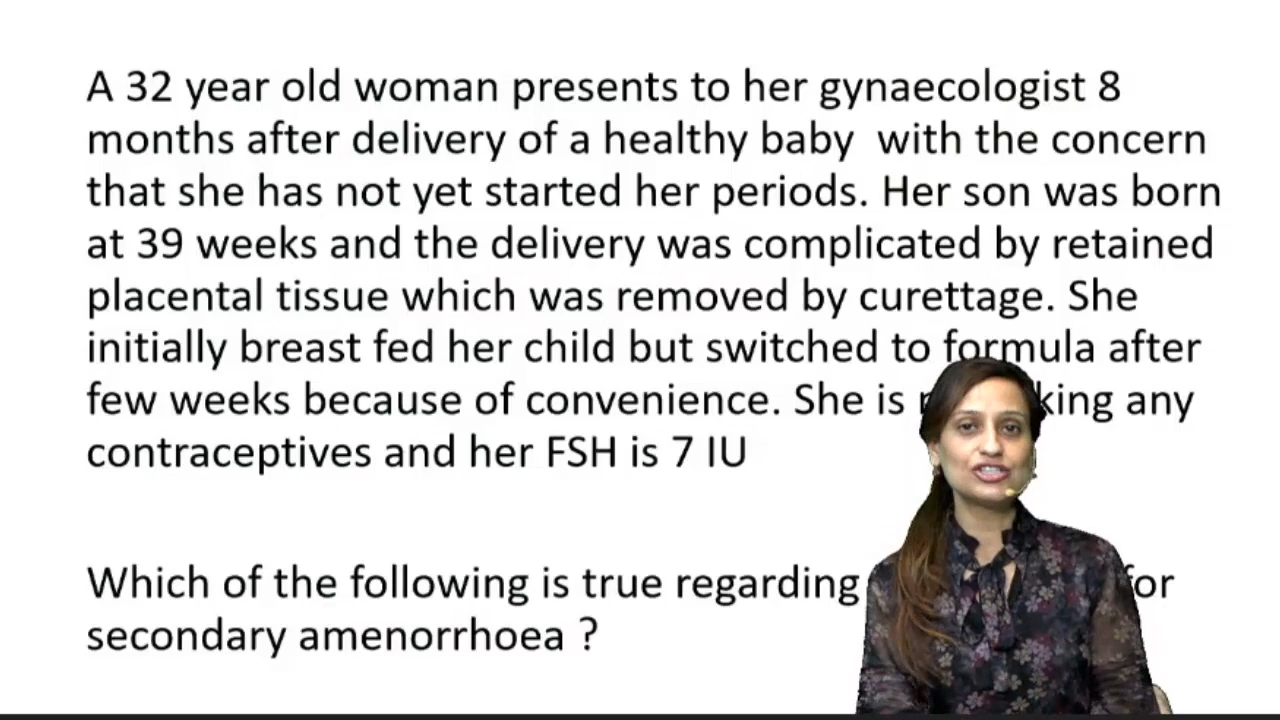 A 32 year old woman presents to her gynaecologist 8
months after delivery of a healthy baby with the concern
that she has not yet started her periods. Her son was born
at 39 weeks and the delivery was complicated by retained
placental tissue which was removed by curettage. She
initially breast fed her child but switched to formula after
few weeks because of convenience. She is any
contraceptives and her FSH is 7 IU
Which of the following is true regarding for
secondary amenorrhoea ?